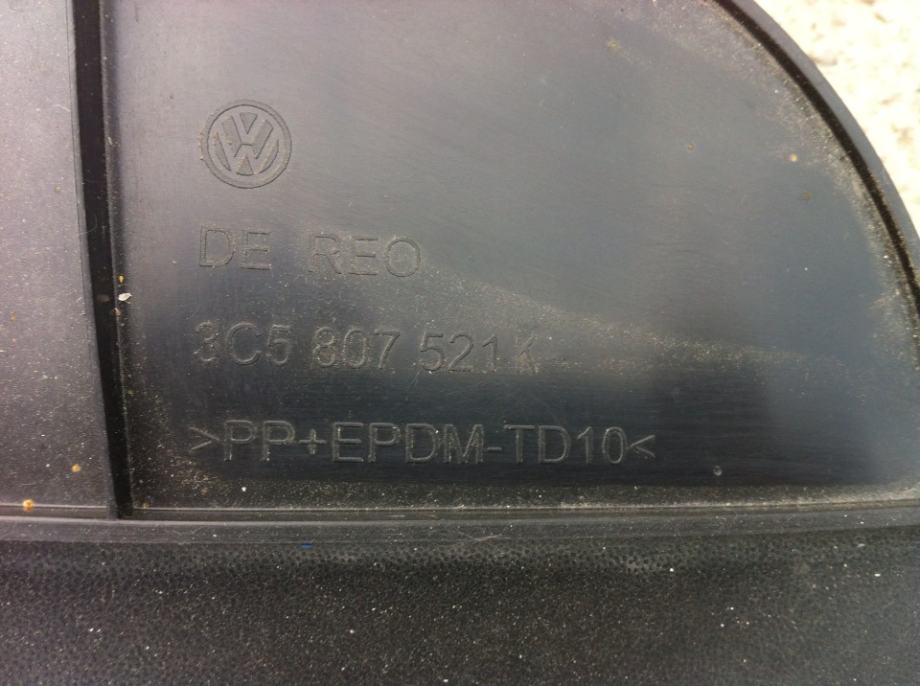 DE REO
3C5 807 521 K
>PP+EPDM-TD10<